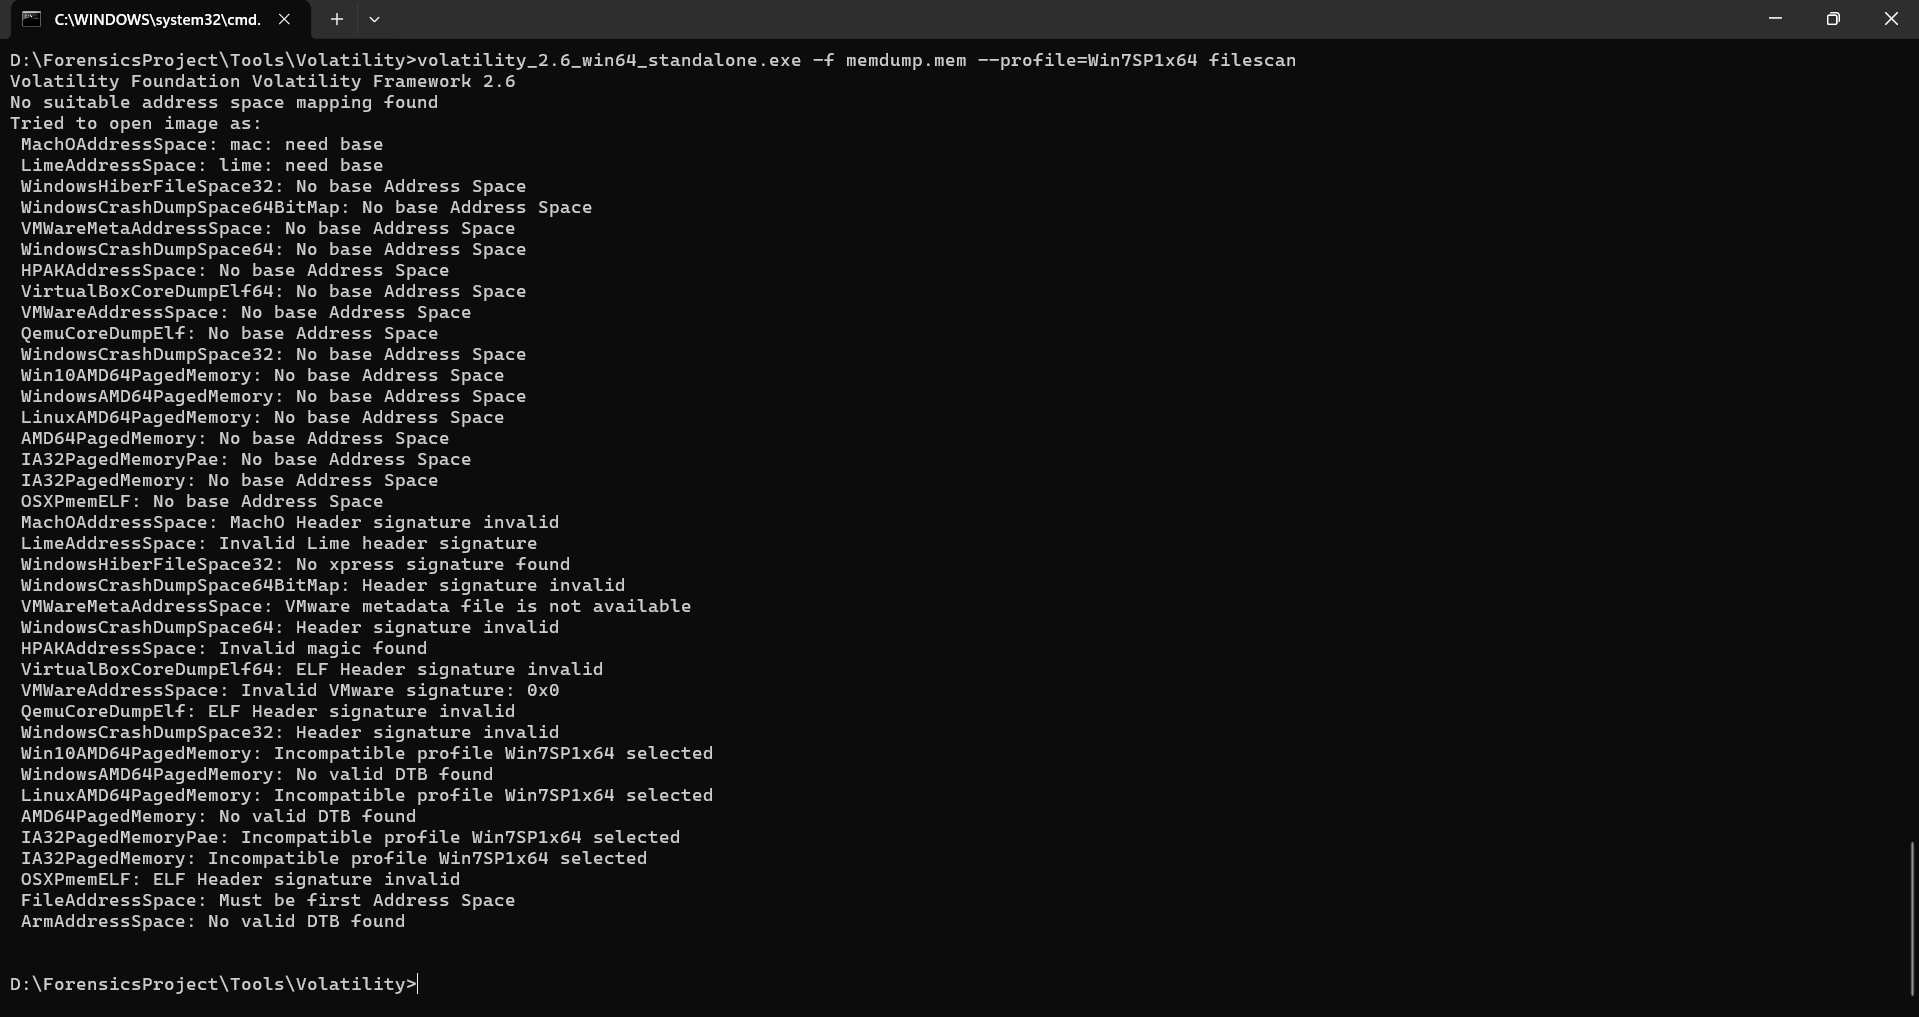 C:\WINDOWS\system32\cmd.
D:\ForensicsProject\Tools\Volatility>volatility_2.6_win64_standalone.exe -f memdump.mem --profile=Win7SP1x64 filescan
Volatility Foundation Volatility Framework 2.6
No suitable address space mapping found
Tried to open image as:
 MachOAddressSpace: mac: need base
 LimeAddressSpace: lime: need base
 WindowsHiberFileSpace32: No base Address Space
 WindowsCrashDumpSpace64BitMap: No base Address Space
 VMWareMetaAddressSpace: No base Address Space
 WindowsCrashDumpSpace64: No base Address Space
 HPAKAddressSpace: No base Address Space
 VirtualBoxCoreDumpElf64: No base Address Space
 VMWareAddressSpace: No base Address Space
 QemuCoreDumpElf: No base Address Space
 WindowsCrashDumpSpace32: No base Address Space
 Win10AMD64PagedMemory: No base Address Space
 WindowsAMD64PagedMemory: No base Address Space
 LinuxAMD64PagedMemory: No base Address Space
 AMD64PagedMemory: No base Address Space
 IA32PagedMemoryPae: No base Address Space
 IA32PagedMemory: No base Address Space
 OSXPmemELF: No base Address Space
 MachOAddressSpace: MachO Header signature invalid
 LimeAddressSpace: Invalid Lime header signature
 WindowsHiberFileSpace32: No xpress signature found
 WindowsCrashDumpSpace64BitMap: Header signature invalid
 VMWareMetaAddressSpace: VMware metadata file is not available
 WindowsCrashDumpSpace64: Header signature invalid
 HPAKAddressSpace: Invalid magic found
 VirtualBoxCoreDumpElf64: ELF Header signature invalid
 VMWareAddressSpace: Invalid VMware signature: 0x0
 QemuCoreDumpElf: ELF Header signature invalid
 WindowsCrashDumpSpace32: Header signature invalid
 Win10AMD64PagedMemory: Incompatible profile Win7SP1x64 selected
 WindowsAMD64PagedMemory: No valid DTB found
 LinuxAMD64PagedMemory: Incompatible profile Win7SP1x64 selected
 AMD64PagedMemory: No valid DTB found
 IA32PagedMemoryPae: Incompatible profile Win7SP1x64 selected
 IA32PagedMemory: Incompatible profile Win7SP1x64 selected
 OSXPmemELF: ELF Header signature invalid
 FileAddressSpace: Must be first Address Space
 ArmAddressSpace: No valid DTB found
D:\ForensicsProject\Tools\Volatility>